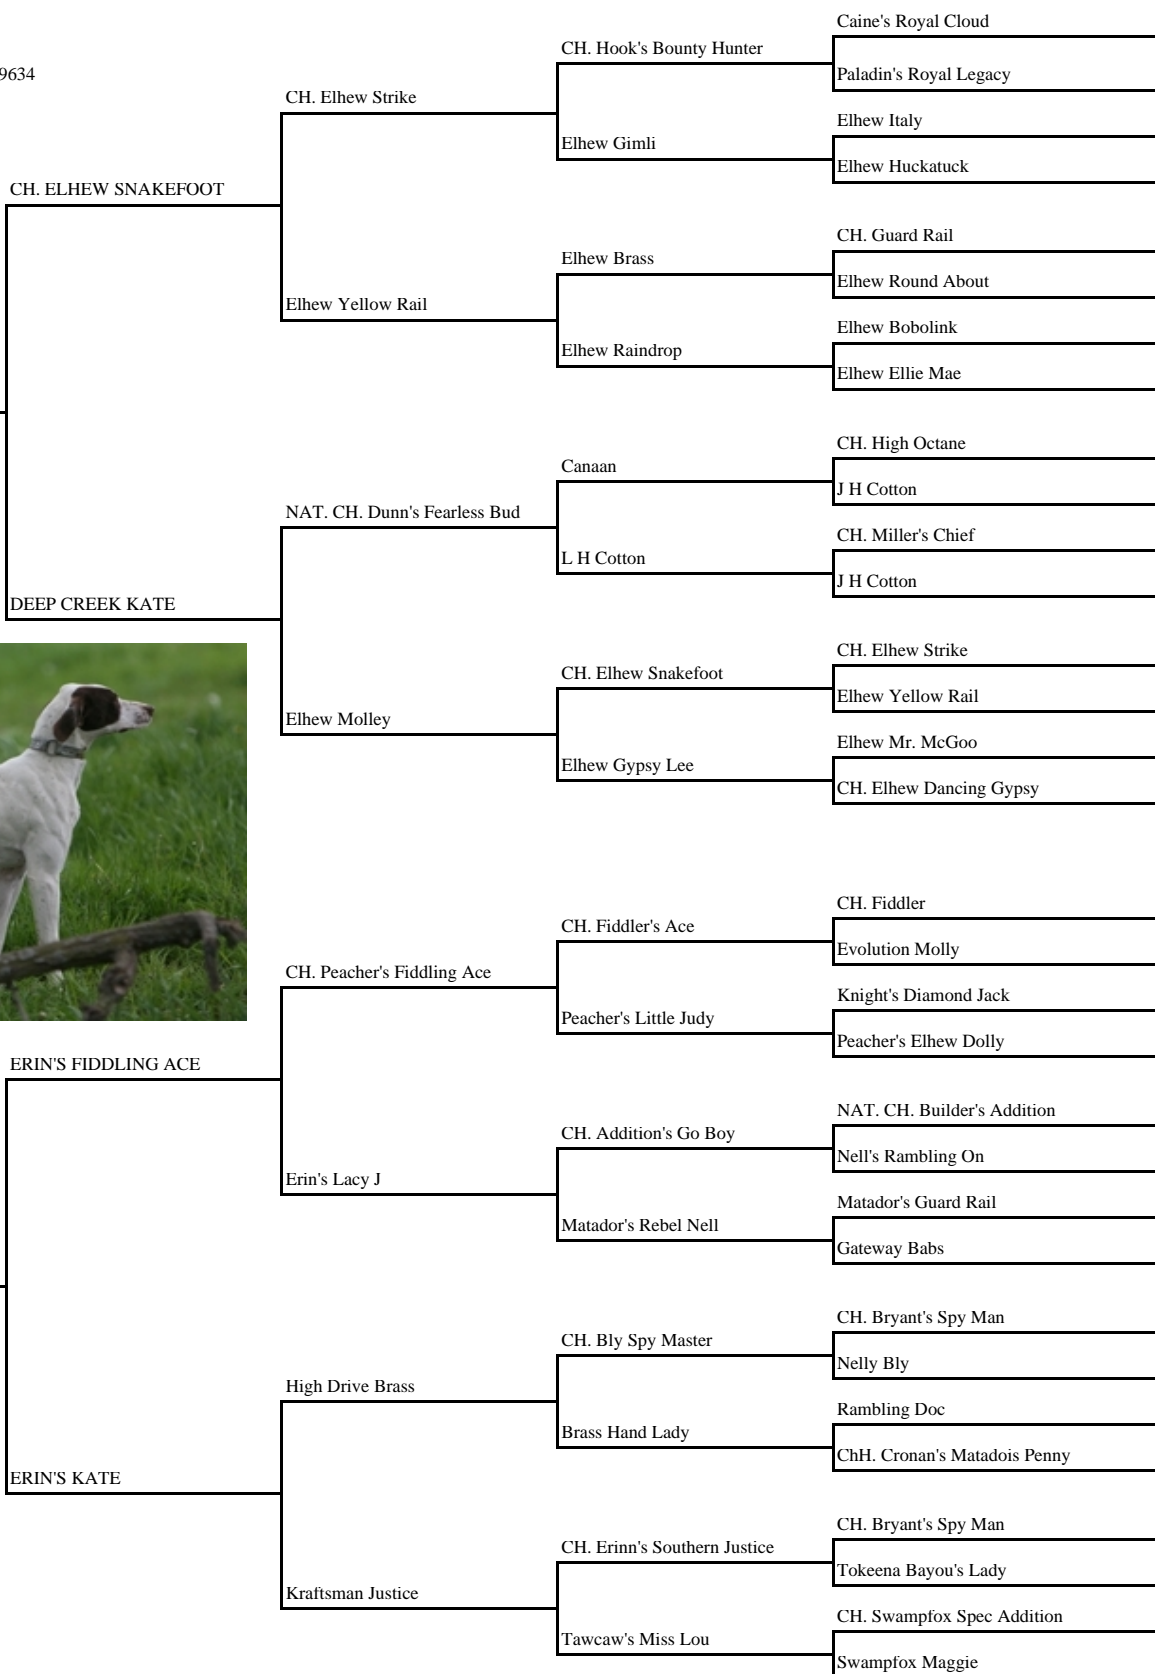 9634
CH. ELHEW SNAKEFOOT
DEEP CREEK KATE
ERIN'S FIDDLING ACE
ERIN'S KATE
CH. Elhew Strike
Elhew Yellow Rail
NAT. CH. Dunn's Fearless Bud
Elhew Molley
CH. Peacher's Fiddling Ace
Erin's Lacy J
High Drive Brass
Kraftsman Justice
CH. Hook's Bounty Hunter
Elhew Gimli
Elhew Brass
Elhew Raindrop
Canaan
L H Cotton
CH. Elhew Snakefoot
Elhew Gypsy Lee
CH. Fiddler's Ace
Peacher's Little Judy
CH. Addition's Go Boy
Matador's Rebel Nell
CH. Bly Spy Master
Brass Hand Lady
CH. Erinn's Southern Justice
Tawcaw's Miss Lou
Caine's Royal Cloud
Paladin's Royal Legacy
Elhew Italy
Elhew Huckatuck
CH. Guard Rail
Elhew Round About
Elhew Bobolink
Elhew Ellie Mae
CH. High Octane
J H Cotton
CH. Miller's Chief
J H Cotton
CH. Elhew Strike
Elhew Yellow Rail
Elhew Mr. McGoo
CH. Elhew Dancing Gypsy
CH. Fiddler
Evolution Molly
Knight's Diamond Jack
Peacher's Elhew Dolly
NAT. CH. Builder's Addition
Nell's Rambling On
Matador's Guard Rail
Gateway Babs
CH. Bryant's Spy Man
Nelly Bly
Rambling Doc
ChH. Cronan's Matadois Penny
CH. Bryant's Spy Man
Tokeena Bayou's Lady
CH. Swampfox Spec Addition
Swampfox Maggie